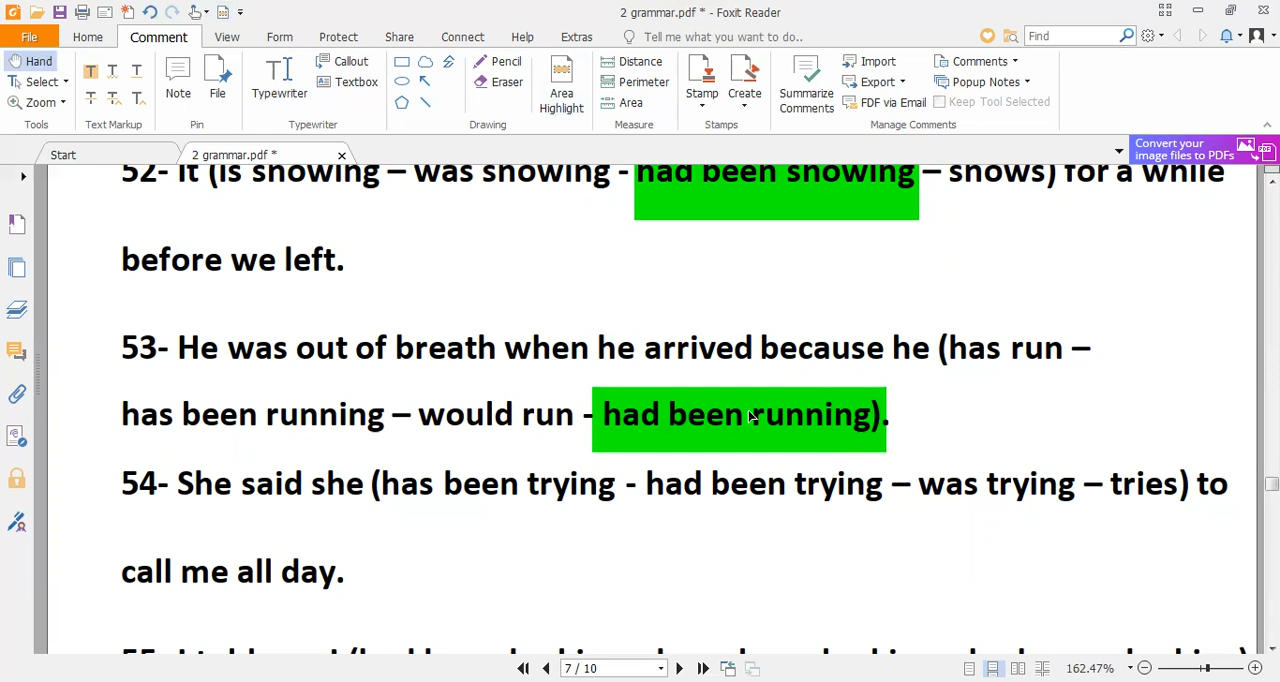 2 grammar.pdf * - Foxit Reader
File Home Comment View Form Protect Share Connect Help Extras Tell me what you want to do.. Find
Hand
Select
Zoom
Tools
Text Markup
Note
File
Pin
Typewriter
Callout
Textbox
Typewriter
Pencil
Eraser
Drawing
Area Highlight
Distance
Perimeter
Area
Measure
Stamp
Create
Stamps
Summarize Comments
Import
Export
FDF via Email
Comments
Popup Notes
Keep Tool Selected
Manage Comments
Start
2 grammar.pdf *
Convert your
image files to PDFs
52- It (is showing – was showing - had been showing – shows) for a while
before we left.
53- He was out of breath when he arrived because he (has run –
has been running – would run - had been running).
54- She said she (has been trying - had been trying – was trying – tries) to
call me all day.
7 / 10
162.47%